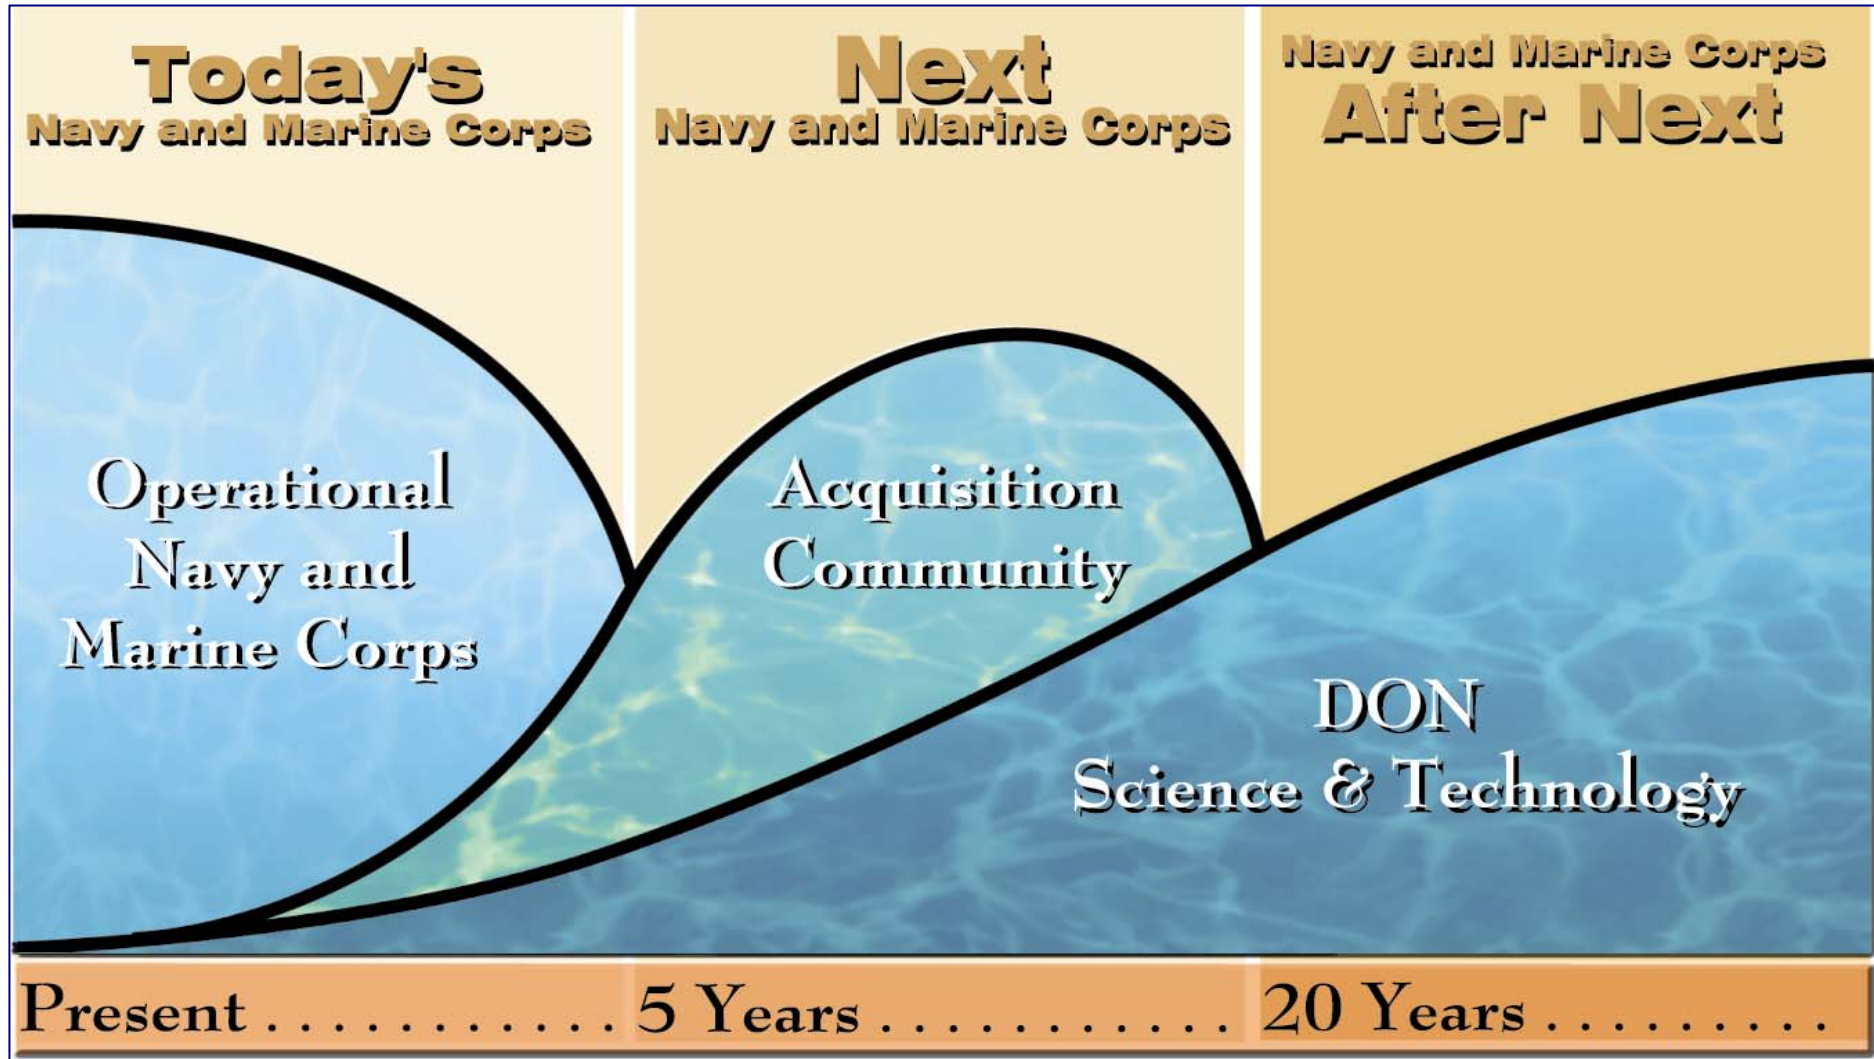 Today's
Navy and Marine Corps
Next
Navy and Marine Corps
Navy and Marine Corps
After Next
Operational
Navy and
Marine Corps
Acquisition
Community
DON
Science & Technology
Present . . . . . . . . . . . . 5 Years . . . . . . . . . . . 20 Years . . . . . . . . .